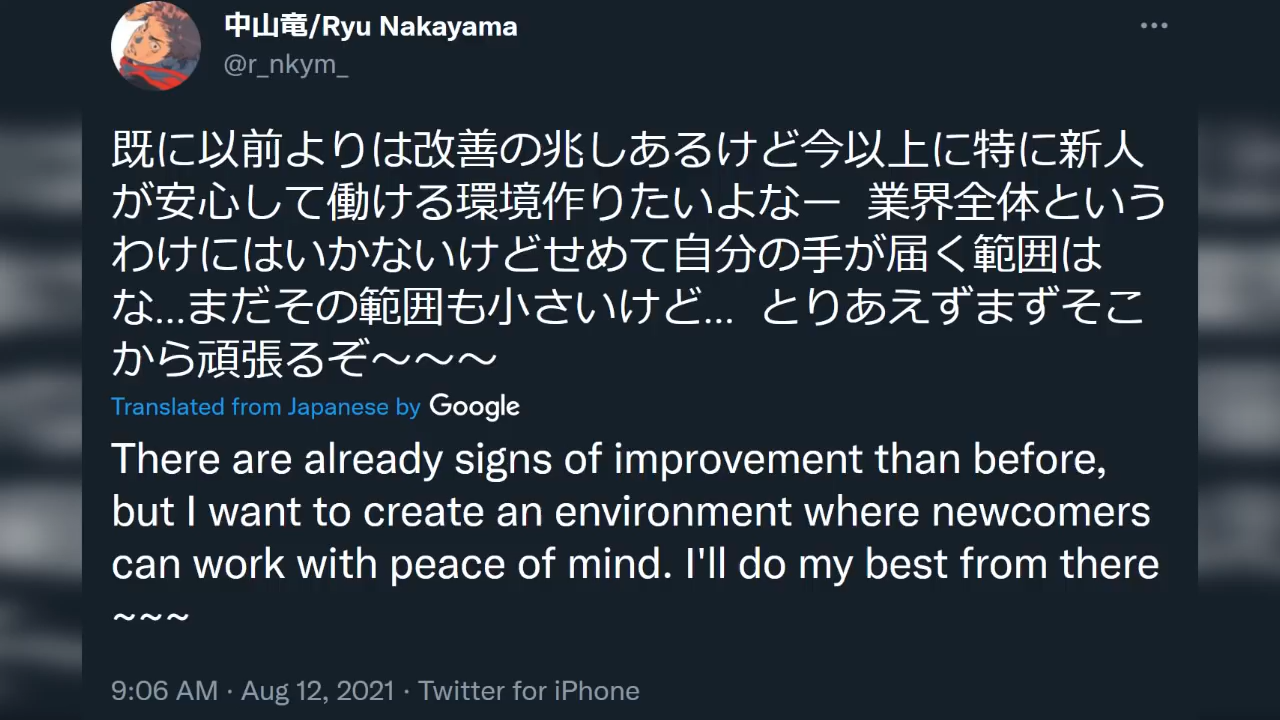 中山竜/Ryu Nakayama
@r_nkym_
既に以前よりは改善の兆しあるけど今以上に特に新人
が安心して働ける環境作りたいよなー 業界全体という
わけにはいかないけどせめて自分の手が届く範囲は
な...まだその範囲も小さいけど... とりあえずまずそこ
から頑張るぞ〜〜〜
Translated from Japanese by Google
There are already signs of improvement than before,
but I want to create an environment where newcomers
can work with peace of mind. I'll do my best from there
~~~
9:06 AM · Aug 12, 2021 · Twitter for iPhone